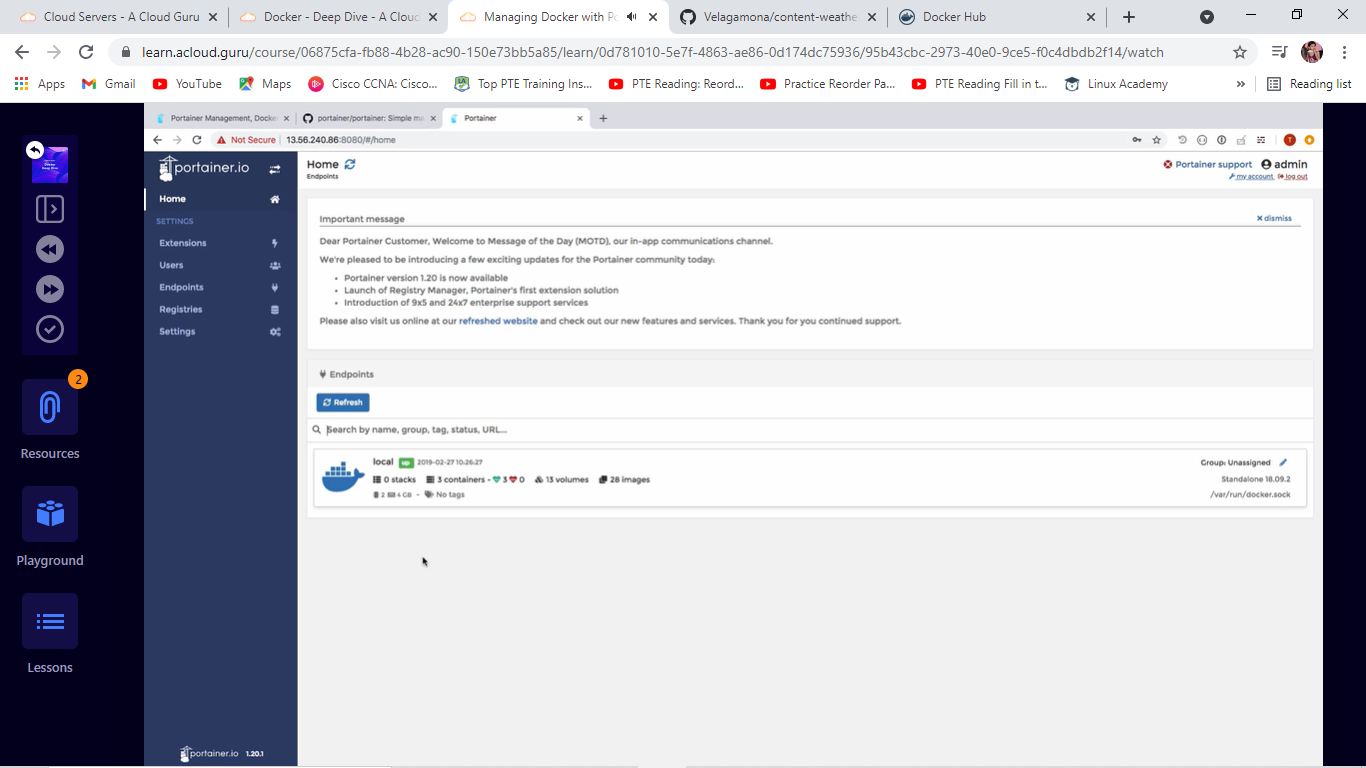 Cloud Servers - A Cloud Guru
Docker - Deep Dive - A Cloud
Managing Docker with Po
Velagamona/content-weathe
Docker Hub
learn.acloud.guru/course/06875cfa-fb88-4b28-ac90-150e73bb5a85/learn/0d781010-5e7f-4863-ae86-0d174dc75936/95b43cbc-2973-40e0-9ce5-f0c4dbdb2f14/watch
Apps
Gmail
YouTube
Maps
Cisco CCNA: Cisco...
Top PTE Training Ins...
PTE Reading: Reord...
Practice Reorder Pa...
PTE Reading Fill in t...
Linux Academy
»
Reading list
Portainer Management, Docke
portainer/portainer: Simple ma
Portainer
Not Secure
13.56.240.86:8080/#/home
T
portainer.io
Home
SETTINGS
Extensions
Users
Endpoints
Registries
Settings
portainer.io 1.20.1
Home
Endpoints
Portainer support
admin
my account
log out
Important message
dismiss
Dear Portainer Customer, Welcome to Message of the Day (MOTD), our in-app communications channel.
We're pleased to be introducing a few exciting updates for the Portainer community today:
• Portainer version 1.20 is now available
• Launch of Registry Manager, Portainer's first extension solution
• Introduction of 9x5 and 24x7 enterprise support services
Please also visit us online at our refreshed website and check out our new features and services. Thank you for you continued support.
Endpoints
Refresh
Search by name, group, tag, status, URL...
local up 2019-02-27 10:26:27
Group: Unassigned
0 stacks 3 containers - 3 0 13 volumes 28 images
Standalone 18.09.2
2 4 GB - No tags
/var/run/docker.sock
Docker
Deep Dive
2
Resources
Playground
Lessons